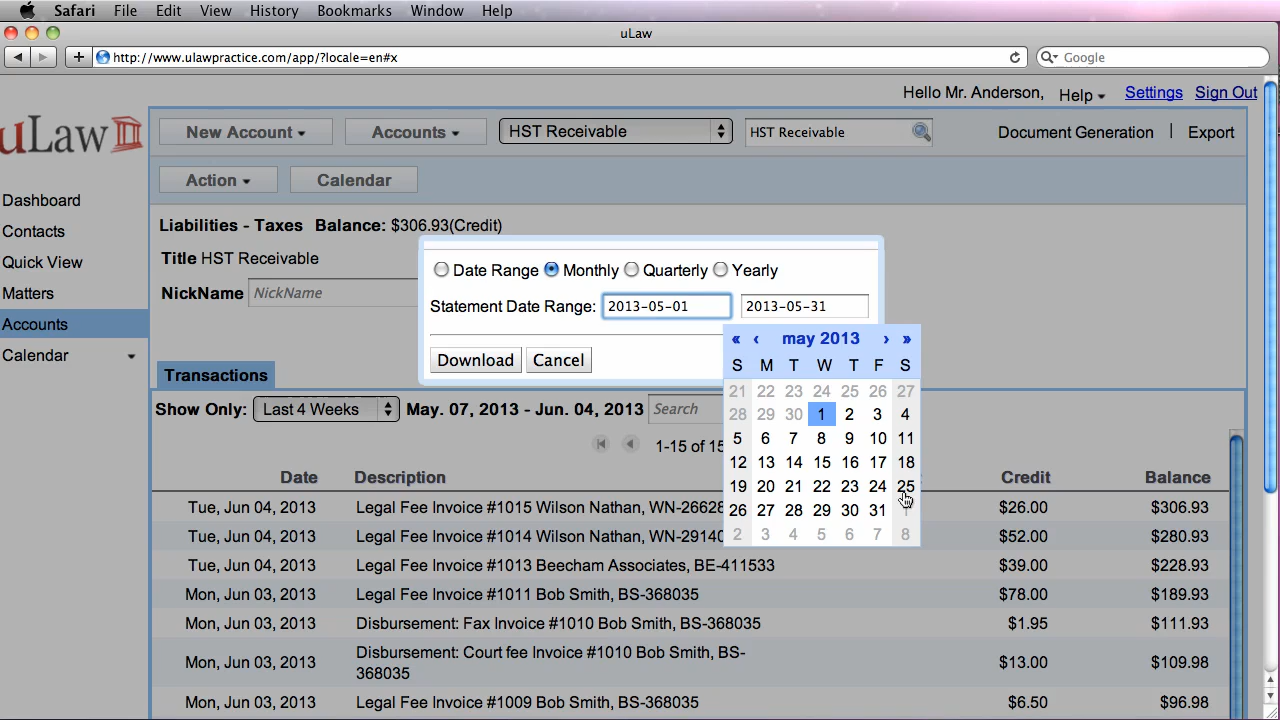 Safari File Edit View History Bookmarks Window Help
uLaw
http://www.ulawpractice.com/app/?locale=en#x
Google
Hello Mr. Anderson, Help Settings Sign Out
uLaw
New Account Accounts HST Receivable HST Receivable Document Generation | Export
Action Calendar
Dashboard
Contacts
Quick View
Matters
Accounts
Calendar
Liabilities - Taxes Balance: $306.93(Credit)
Title HST Receivable
NickName NickName
Date Range Monthly Quarterly Yearly
Statement Date Range: 2013-05-01 2013-05-31
Download Cancel
« ‹ may 2013 › »
S M T W T F S
21 22 23 24 25 26 27
28 29 30 1 2 3 4
5 6 7 8 9 10 11
12 13 14 15 16 17 18
19 20 21 22 23 24 25
26 27 28 29 30 31 1
2 3 4 5 6 7 8
Transactions
Show Only: Last 4 Weeks May. 07, 2013 - Jun. 04, 2013 Search
1-15 of 15
Date Description Credit Balance
Tue, Jun 04, 2013 Legal Fee Invoice #1015 Wilson Nathan, WN-26628 $26.00 $306.93
Tue, Jun 04, 2013 Legal Fee Invoice #1014 Wilson Nathan, WN-29140 $52.00 $280.93
Tue, Jun 04, 2013 Legal Fee Invoice #1013 Beecham Associates, BE-411533 $39.00 $228.93
Mon, Jun 03, 2013 Legal Fee Invoice #1011 Bob Smith, BS-368035 $78.00 $189.93
Mon, Jun 03, 2013 Disbursement: Fax Invoice #1010 Bob Smith, BS-368035 $1.95 $111.93
Mon, Jun 03, 2013 Disbursement: Court fee Invoice #1010 Bob Smith, BS- $13.00 $109.98
368035
Mon, Jun 03, 2013 Legal Fee Invoice #1009 Bob Smith, BS-368035 $6.50 $96.98